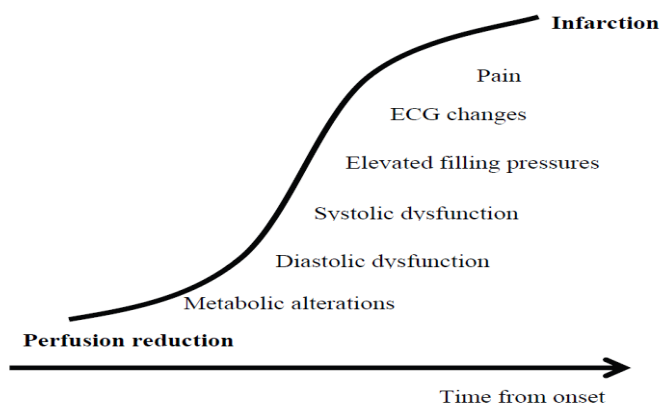 Infarction
Pain
ECG changes
Elevated filling pressures
Systolic dysfunction
Diastolic dysfunction
Metabolic alterations
Perfusion reduction
Time from onset